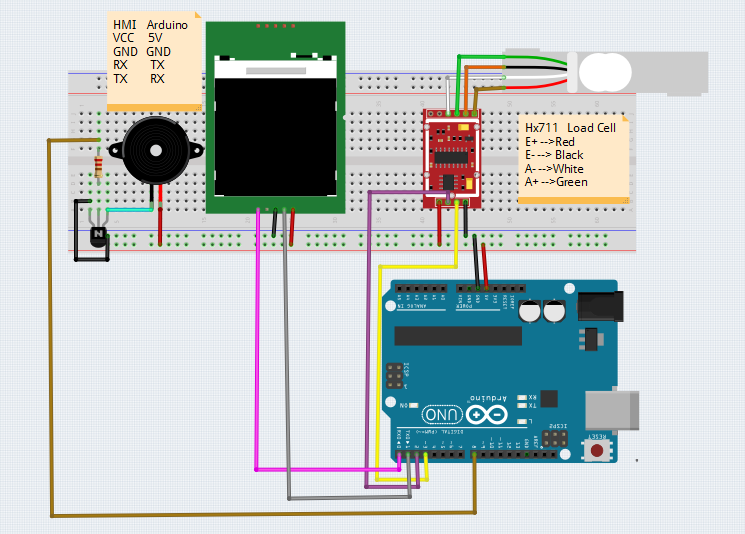 HMI Arduino
VCC 5V
GND GND
RX TX
TX RX
Hx711 Load Cell
E+ -->Red
E---> Black
A-->White
A+-->Green
POWER
ANALOG IN
ICSP
Arduino
UNO
ON
RX
TX
L
DIGITAL (PWM=~)
ICSP2
RESET
N